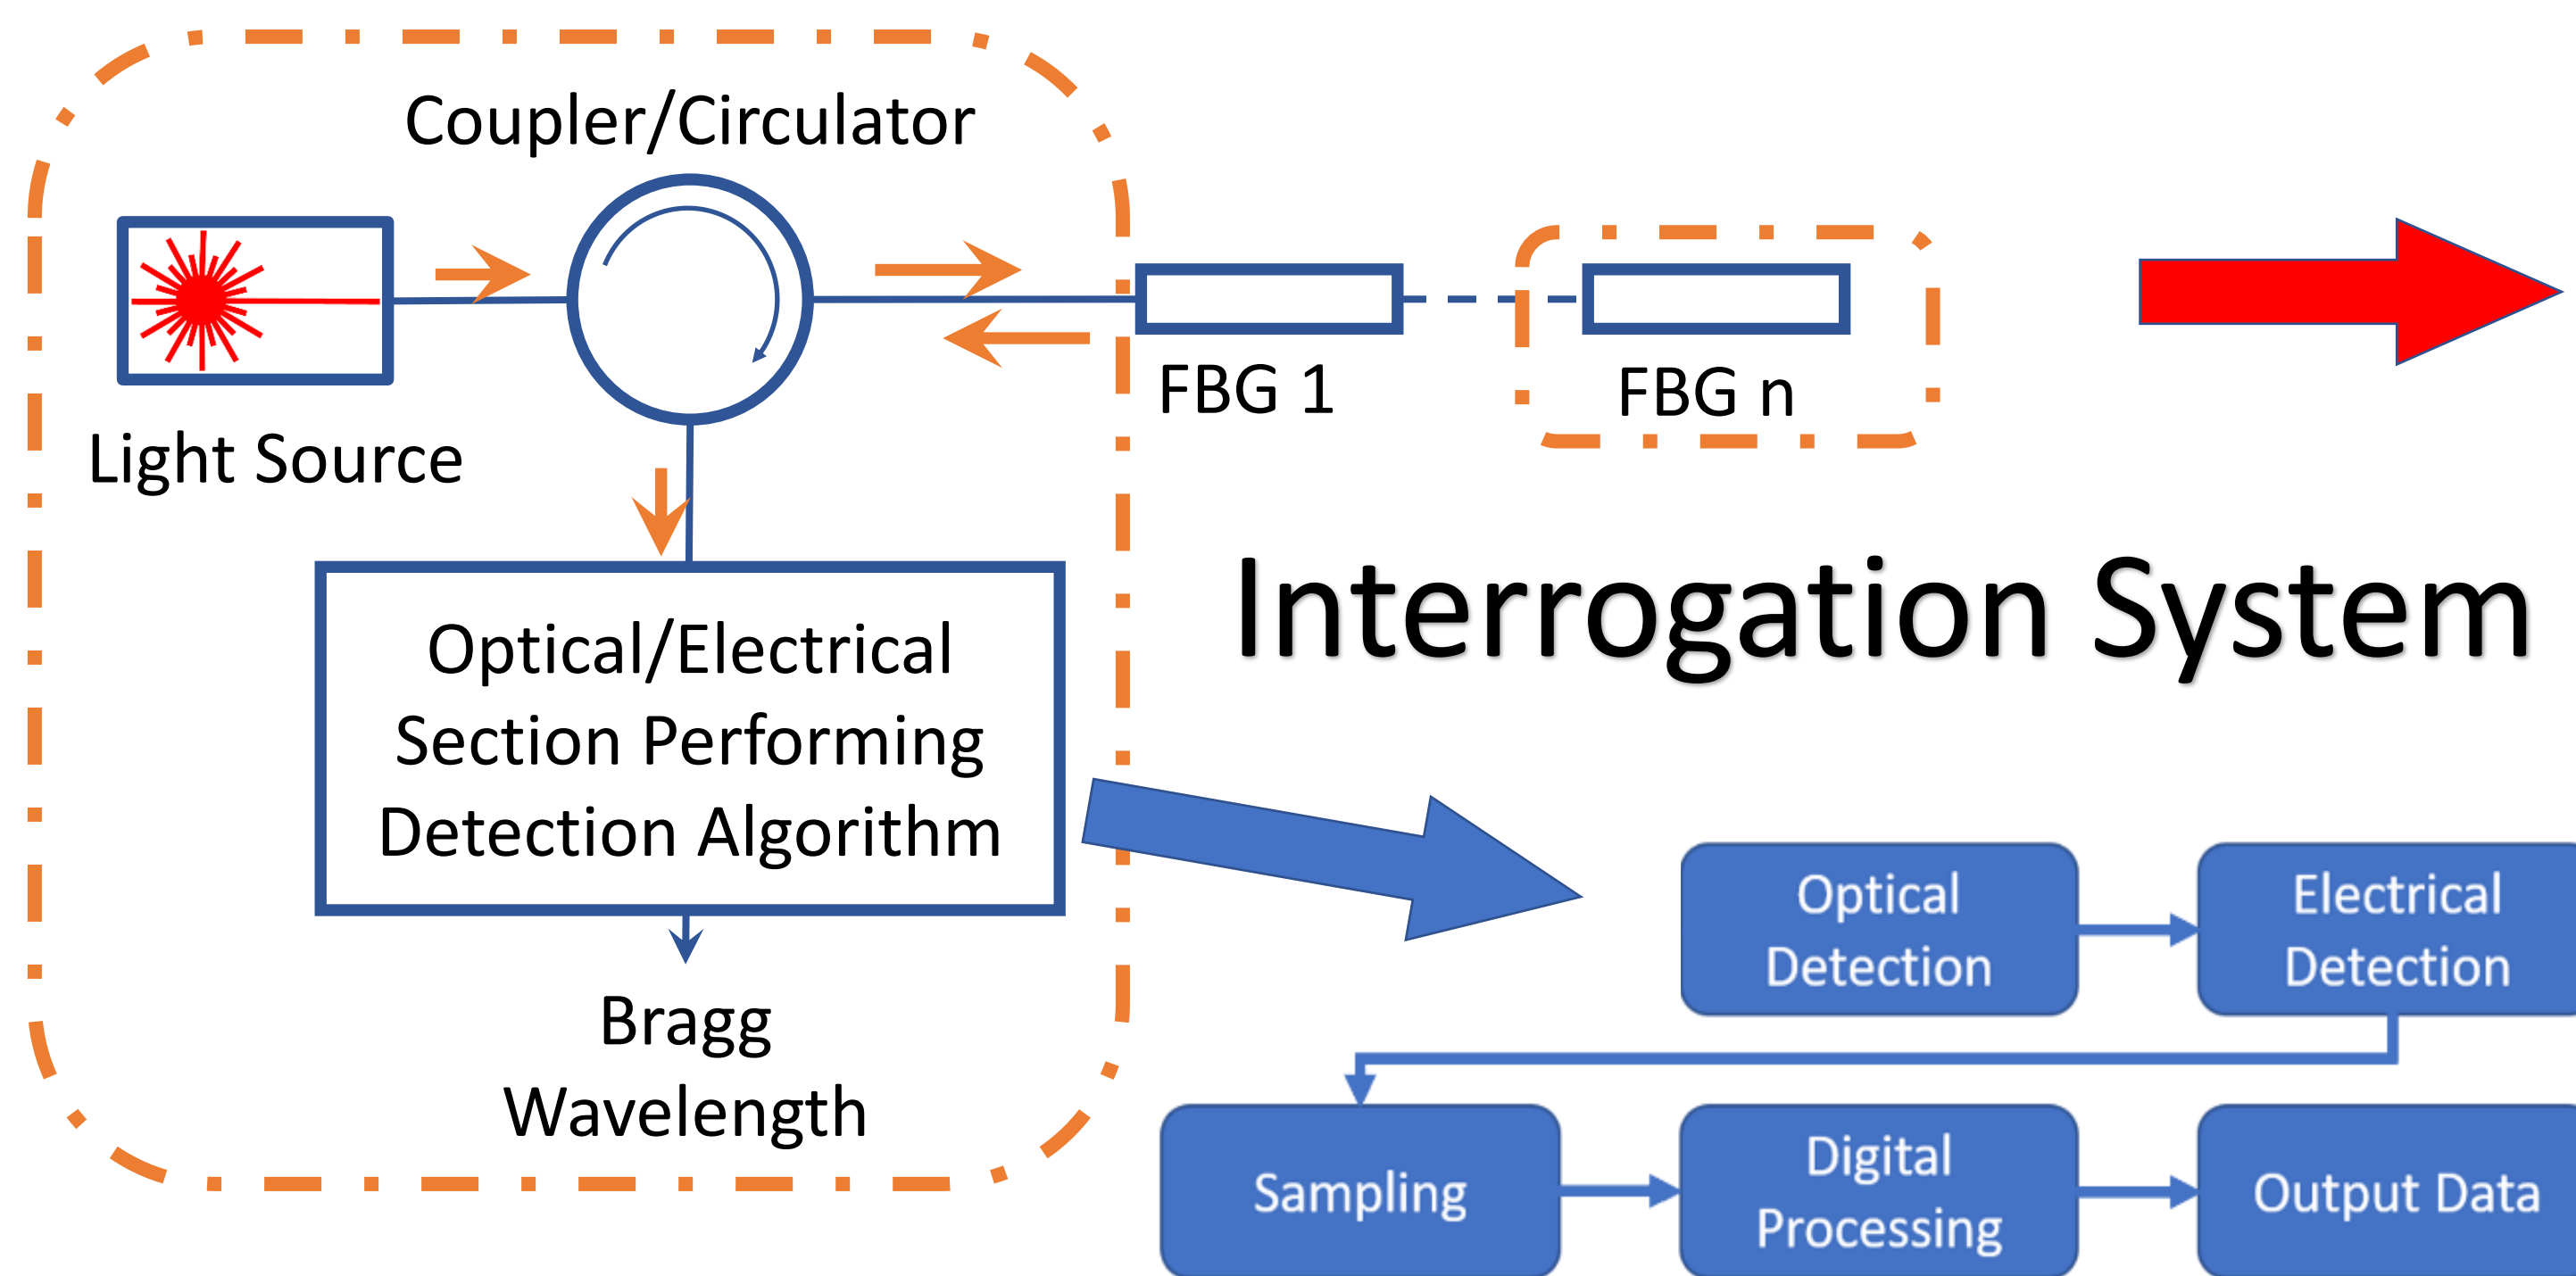 Coupler/Circulator
Light Source
FBG 1
FBG n
Optical/Electrical
Section Performing
Detection Algorithm
Bragg
Wavelength
Interrogation System
Optical
Detection
Electrical
Detection
Sampling
Digital
Processing
Output Data